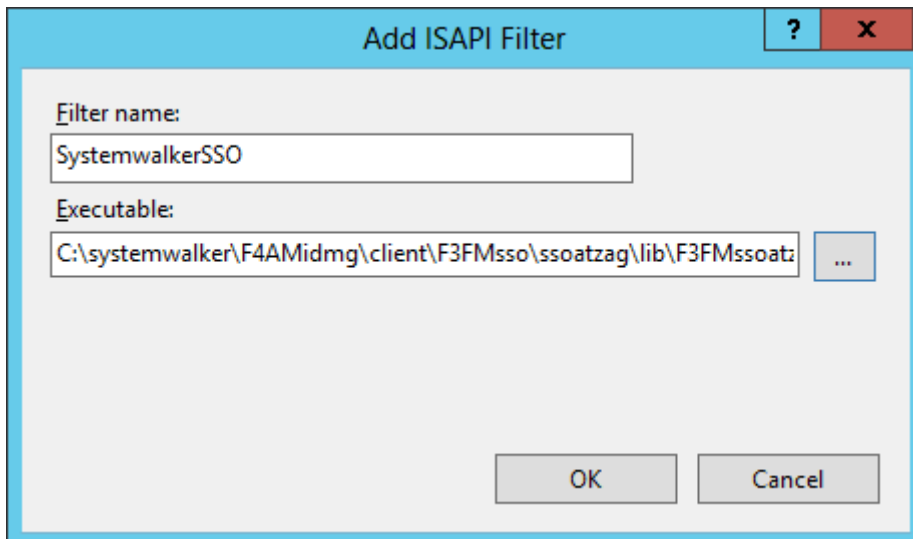 Add ISAPI Filter
?
x
Filter name:
SystemwalkerSSO
Executable:
C:\systemwalker\F4AMidmg\client\F3FMsso\ssoatzag\lib\F3FMssoatz
...
OK
Cancel